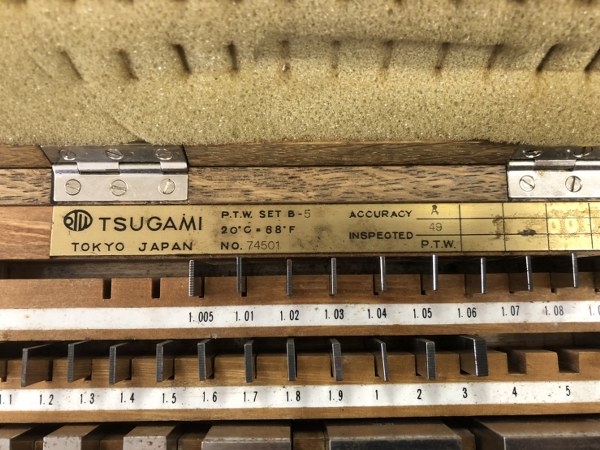 PTW TSUGAMI
TOKYO JAPAN
P.T.W. SET B-5
20°C = 68°F
NO. 74501
ACCURACY A
INSPECTED 49
P.T.W.
1.005 1.01 1.02 1.03 1.04 1.05 1.06 1.07 1.08
1.1 1.2 1.3 1.4 1.5 1.6 1.7 1.8 1.9 1 2 3 4 5